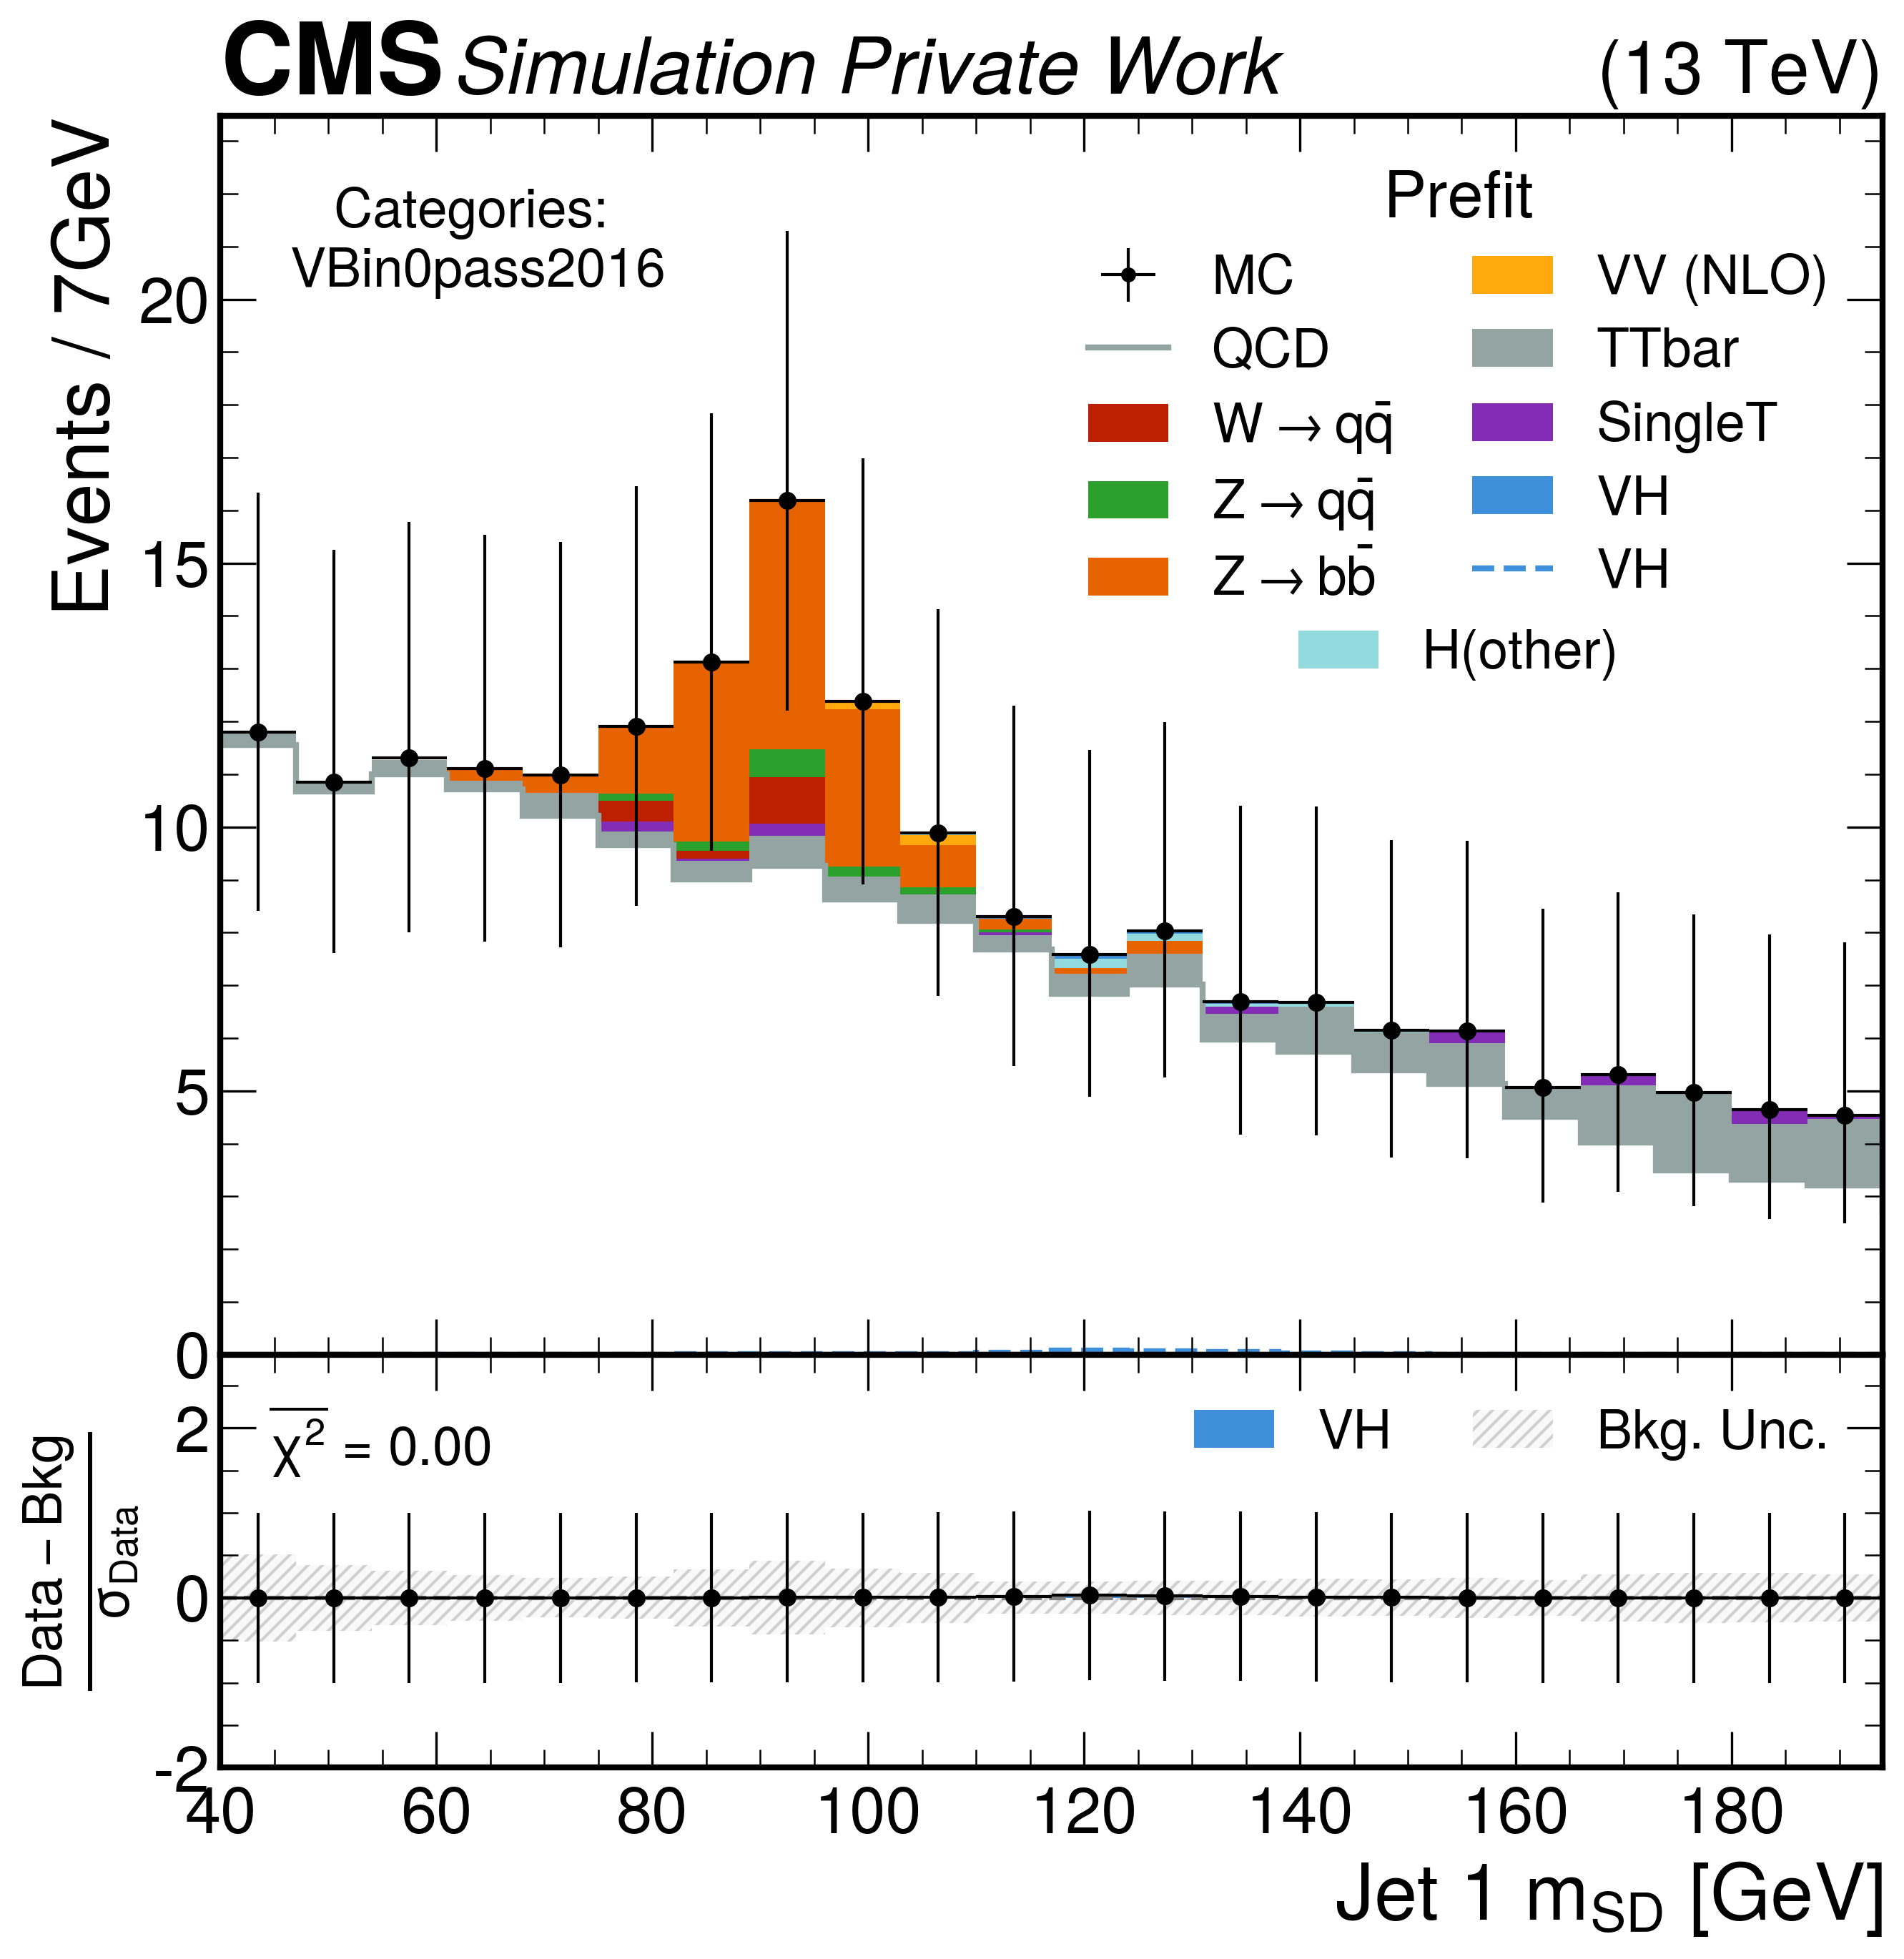 CMS Simulation Private Work (13 TeV)
Events / 7GeV
Categories:
VBin0pass2016
Prefit
MC
QCD
W → qq̄
Z → qq̄
Z → bb̄
VV (NLO)
TTbar
SingleT
VH
VH
H(other)
20
15
10
5
0
Data – Bkg
σData
χ² = 0.00
VH
Bkg. Unc.
2
0
-2
40 60 80 100 120 140 160 180
Jet 1 mSD [GeV]